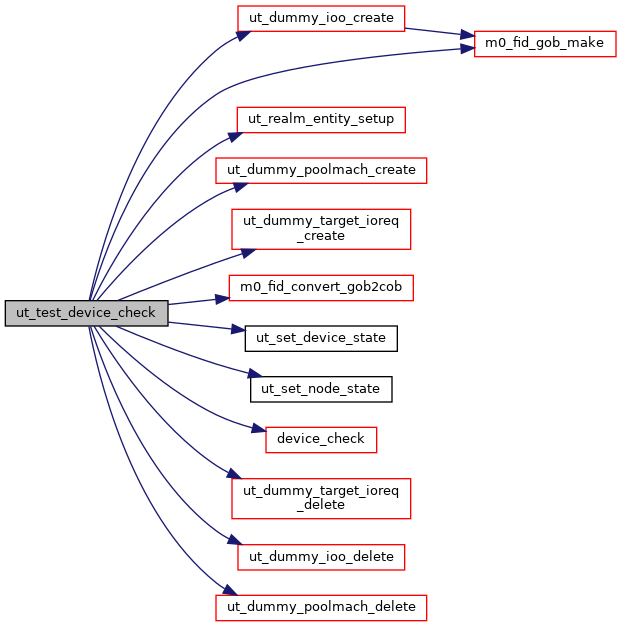 ut_dummy_ioo_create
m0_fid_gob_make
ut_realm_entity_setup
ut_dummy_poolmach_create
ut_dummy_target_ioreq
_create
m0_fid_convert_gob2cob
ut_test_device_check
ut_set_device_state
ut_set_node_state
device_check
ut_dummy_target_ioreq
_delete
ut_dummy_ioo_delete
ut_dummy_poolmach_delete